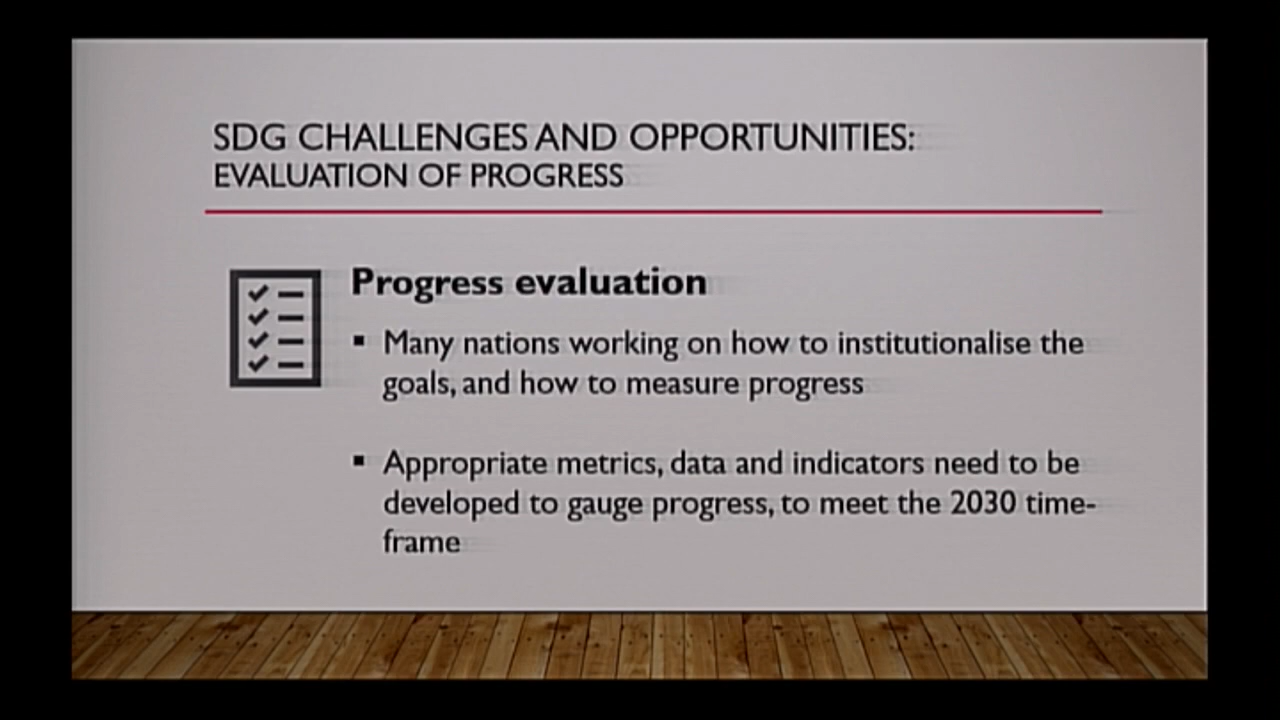 SDG CHALLENGES AND OPPORTUNITIES:
EVALUATION OF PROGRESS
Progress evaluation
▪ Many nations working on how to institutionalise the
goals, and how to measure progress
▪ Appropriate metrics, data and indicators need to be
developed to gauge progress, to meet the 2030 time-
frame